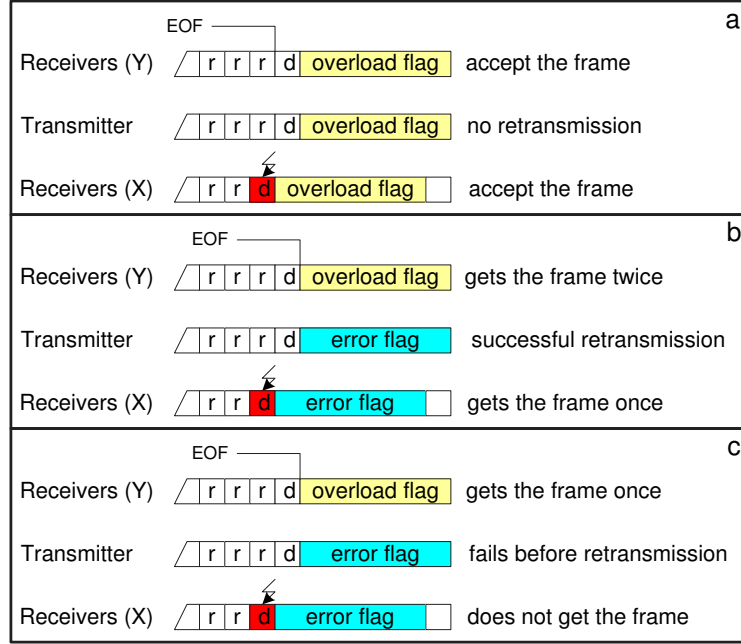 a
EOF
Receivers (Y) r r r d overload flag accept the frame
Transmitter r r r d overload flag no retransmission
Receivers (X) r r d overload flag accept the frame
b
EOF
Receivers (Y) r r r d overload flag gets the frame twice
Transmitter r r r d error flag successful retransmission
Receivers (X) r r d error flag gets the frame once
c
EOF
Receivers (Y) r r r d overload flag gets the frame once
Transmitter r r r d error flag fails before retransmission
Receivers (X) r r d error flag does not get the frame